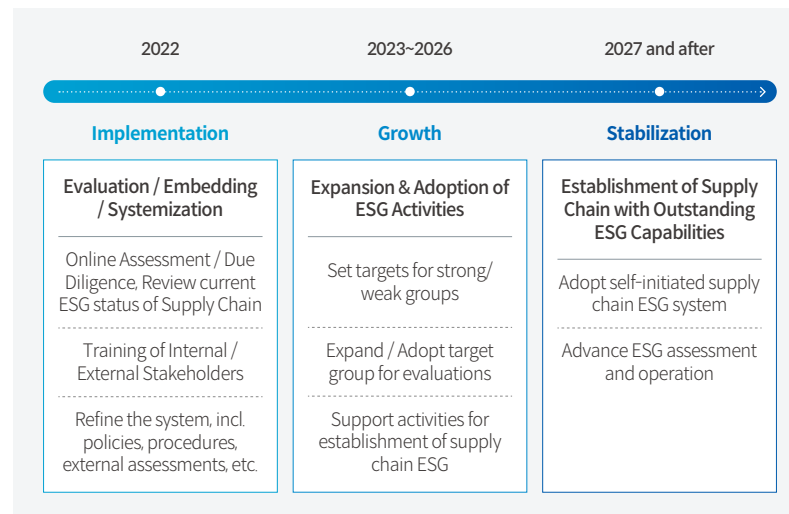 2022
2023~2026
2027 and after
Implementation
Growth
Stabilization
Evaluation / Embedding
/ Systemization
Online Assessment / Due
Diligence, Review current
ESG status of Supply Chain
Training of Internal /
External Stakeholders
Refine the system, incl.
policies, procedures,
external assessments, etc.
Expansion & Adoption of
ESG Activities
Set targets for strong/
weak groups
Expand / Adopt target
group for evaluations
Support activities for
establishment of supply
chain ESG
Establishment of Supply
Chain with Outstanding
ESG Capabilities
Adopt self-initiated supply
chain ESG system
Advance ESG assessment
and operation